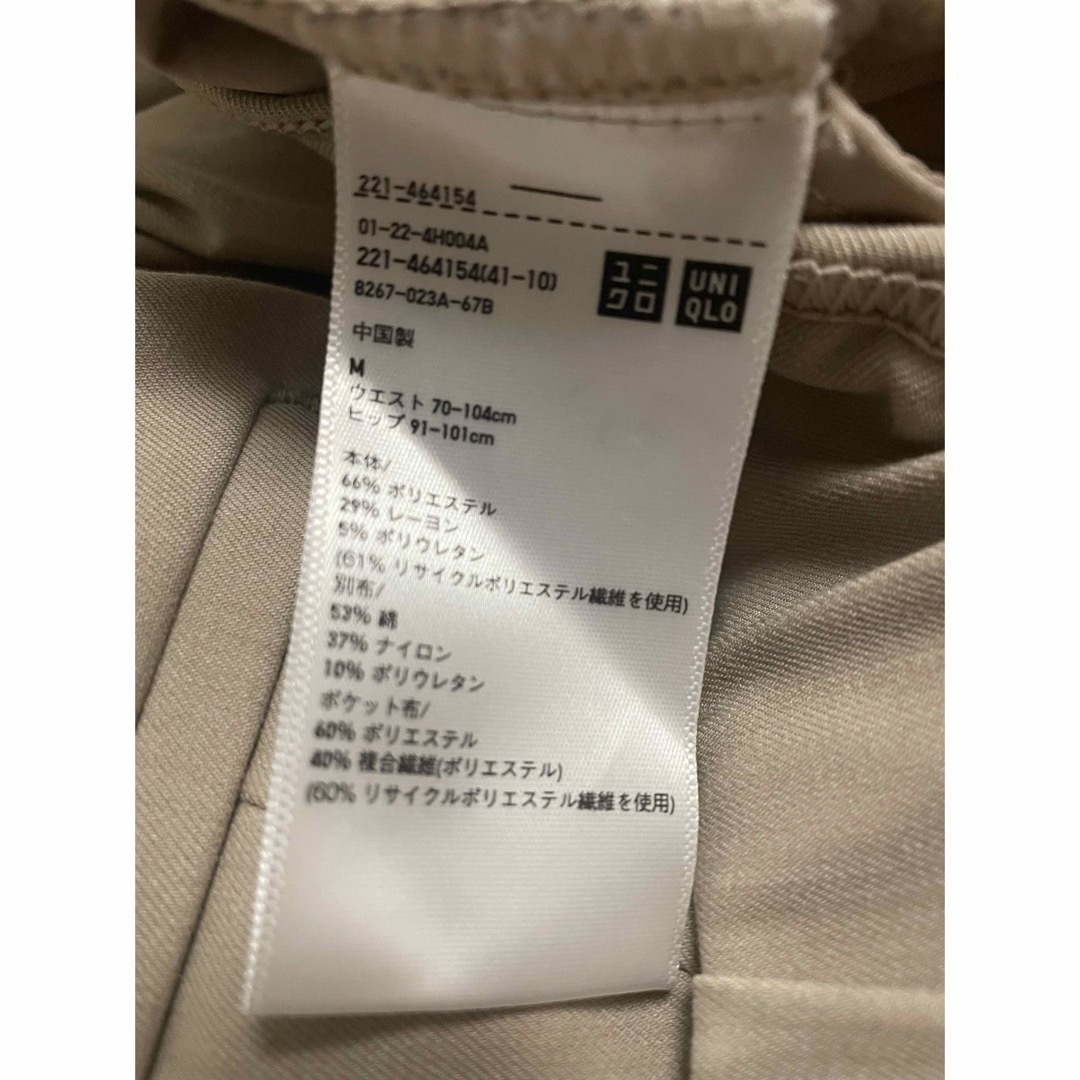 221-464154
01-22-4H004A
221-464154(41-10)
8267-023A-67B
ユニ
クロ
UNI
QLO
中国製
M
ウエスト 70-104cm
ヒップ 91-101cm
本体/
66% ポリエステル
29% レーヨン
5% ポリウレタン
(61% リサイクルポリエステル繊維を使用)
別布/
53% 綿
37% ナイロン
10% ポリウレタン
ポケット布/
60% ポリエステル
40% 複合繊維(ポリエステル)
(60% リサイクルポリエステル繊維を使用)